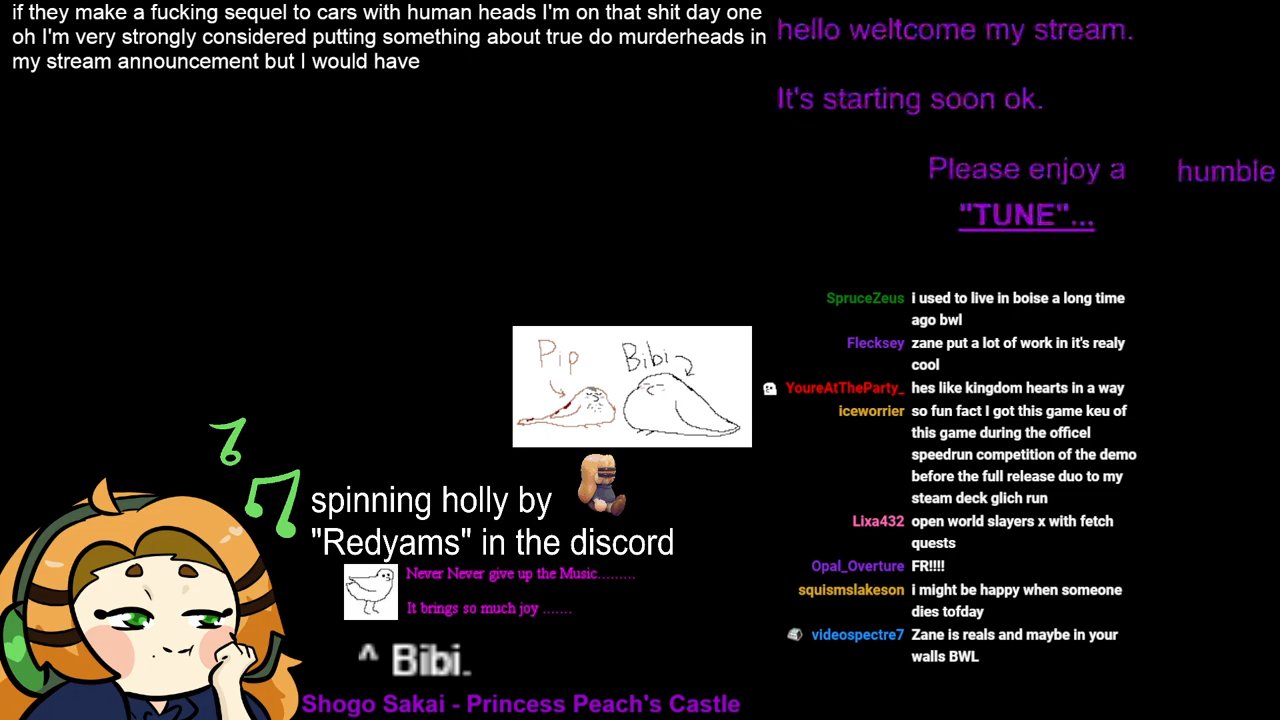 if they make a fucking sequel to cars with human heads I'm on that shit day one
oh I'm very strongly considered putting something about true do murderheads in
my stream announcement but I would have
hello weltcome my stream.
It's starting soon ok.
Please enjoy a humble
"TUNE"...
SpruceZeus i used to live in boise a long time
ago bwl
Flecksey zane put a lot of work in it's realy
cool
YoureAtTheParty_ hes like kingdom hearts in a way
iceworrier so fun fact I got this game keu of
this game during the officel
speedrun competition of the demo
before the full release duo to my
steam deck glich run
Lixa432 open world slayers x with fetch
quests
Opal_Overture FR!!!!
squismslakeson i might be happy when someone
dies tofday
videospectre7 Zane is reals and maybe in your
walls BWL
Pip Bibi
spinning holly by
"Redyams" in the discord
Never Never give up the Music.........
It brings so much joy .......
^ Bibi.
Shogo Sakai - Princess Peach's Castle